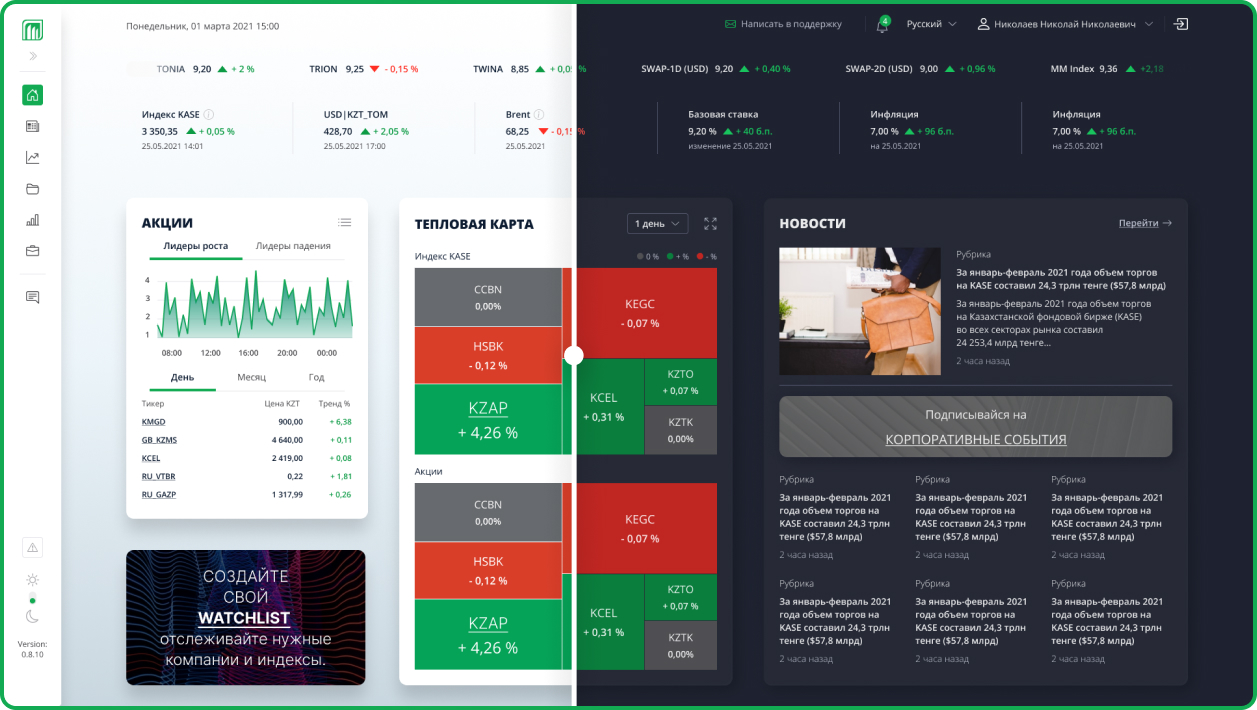 Понедельник, 01 марта 2021 15:00
Написать в поддержку
4
Русский
Николаев Николай Николаевич
TONIA 9,20 + 2 %
TRION 9,25 - 0,15 %
TWINA 8,85 + 0,05 %
SWAP-1D (USD) 9,20 + 0,40 %
SWAP-2D (USD) 9,00 + 0,96 %
MM Index 9,36 +2,18
Индекс KASE
3 350,35 + 0,05 %
25.05.2021 14:01
USD|KZT_TOM
428,70 + 2,05 %
25.05.2021 17:00
Brent
68,25 - 0,15 %
25.05.2021
Базовая ставка
9,20 % + 40 б.п.
изменение 25.05.2021
Инфляция
7,00 % + 96 б.п.
на 25.05.2021
Инфляция
7,00 % + 96 б.п.
на 25.05.2021
АКЦИИ
Лидеры роста Лидеры падения
4
3
2
1
08:00 12:00 16:00 20:00 00:00
День Месяц Год
Тикер Цена KZT Тренд %
KMGD 900,00 + 6,38
GB_KZMS 4 640,00 + 0,11
KCEL 2 419,00 + 0,08
RU_VTBR 0,22 + 1,81
RU_GAZP 1 317,99 + 0,26
СОЗДАЙТЕ
СВОЙ
WATCHLIST
отслеживайте нужные
компании и индексы.
Version:
0.8.10
ТЕПЛОВАЯ КАРТА
1 день
Индекс KASE
0 % + % - %
CCBN
0,00%
HSBK
- 0,12 %
KZAP
+ 4,26 %
KEGC
- 0,07 %
KCEL
+ 0,31 %
KZTO
+ 0,07 %
KZTK
0,00%
Акции
CCBN
0,00%
HSBK
- 0,12 %
KZAP
+ 4,26 %
KEGC
- 0,07 %
KCEL
+ 0,31 %
KZTO
+ 0,07 %
KZTK
0,00%
НОВОСТИ
Перейти
Рубрика
За январь-февраль 2021 года объем торгов
на KASE составил 24,3 трлн тенге ($57,8 млрд)
За январь-февраль 2021 года объем торгов
на Казахстанской фондовой бирже (KASE)
во всех секторах рынка составил
24 253,4 млрд тенге...
2 часа назад
Подписывайся на
КОРПОРАТИВНЫЕ СОБЫТИЯ
Рубрика
За январь-февраль 2021
года объем торгов на
KASE составил 24,3 трлн
тенге ($57,8 млрд)
2 часа назад
Рубрика
За январь-февраль 2021
года объем торгов на
KASE составил 24,3 трлн
тенге ($57,8 млрд)
2 часа назад
Рубрика
За январь-февраль 2021
года объем торгов на
KASE составил 24,3 трлн
тенге ($57,8 млрд)
2 часа назад
Рубрика
За январь-февраль 2021
года объем торгов на
KASE составил 24,3 трлн
тенге ($57,8 млрд)
2 часа назад
Рубрика
За январь-февраль 2021
года объем торгов на
KASE составил 24,3 трлн
тенге ($57,8 млрд)
2 часа назад
Рубрика
За январь-февраль 2021
года объем торгов на
KASE составил 24,3 трлн
тенге ($57,8 млрд)
2 часа назад